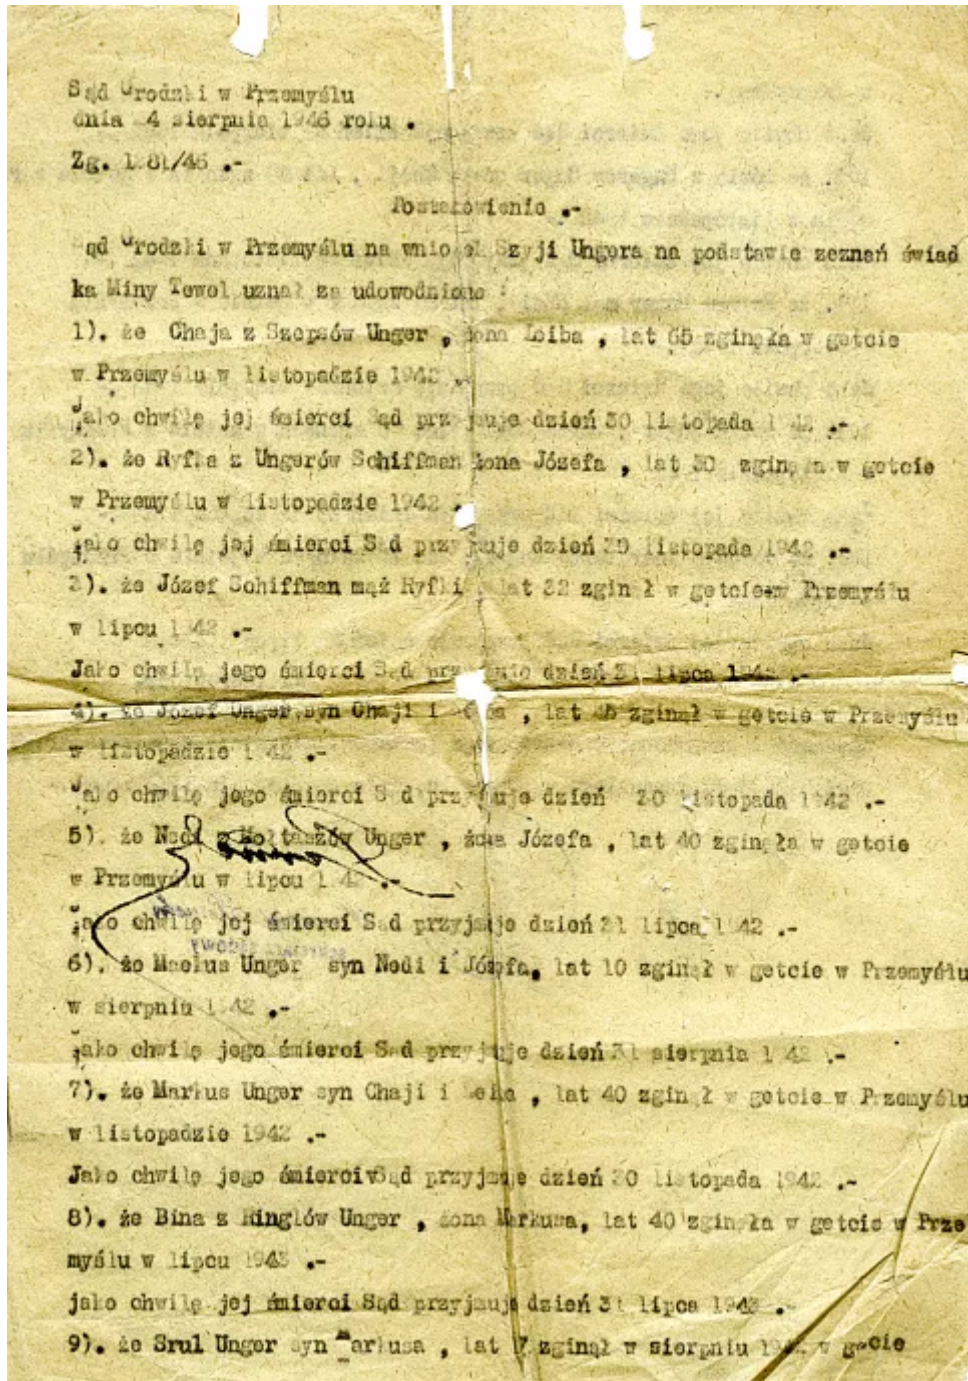 Sąd Grodzki w Przemyślu
dnia 4 sierpnia 1946 roku .
Zg. 181/46 .-
Postanowienie .-
Sąd Grodzki w Przemyślu na wniosek Szyji Ungera na podstawie zeznań świad
ka Miny Tewel uznał za udowodnione :
1). że Chaja z Szepsów Unger , żona Leiba , lat 65 zginęła w getcie
w Przemyślu w listopadzie 1942 .-
Jako chwilę jej śmierci Sąd przyjmuje dzień 30 listopada 1942 .-
2). że Ryfka z Ungerów Schiffman żona Józefa , lat 30 zginęła w getcie
w Przemyślu w listopadzie 1942 .
jako chwilę jej śmierci Sąd przyjmuje dzień 30 listopada 1942 .-
3). że Józef Schiffman mąż Ryfki lat 32 zginął w getcie w Przemyślu
w lipcu 1942 .-
Jako chwilę jego śmierci Sąd przyjmuje dzień 31 lipca 1942 .-
4). że Józef Unger, syn Chaji i Leiba , lat 45 zginął w getcie w Przemyślu
w listopadzie 1942 .-
Jako chwilę jego śmierci Sąd przyjmuje dzień 30 listopada 1942 .-
5). że Nedi z Kołtaszów Unger , żona Józefa , lat 40 zginęła w getcie
w Przemyślu w lipcu 1942 .-
jako chwilę jej śmierci Sąd przyjmuje dzień 31 lipca 1942 .-
6). że Unger syn Nedi i Józefa, lat 10 zginął w getcie w Przemyślu
w sierpniu 1942 .-
jako chwilę jego śmierci Sąd przyjmuje dzień 31 sierpnia 1942 .-
7). że Markus Unger syn Chaji i Leiba , lat 40 zginął w getcie w Przemyślu
w listopadzie 1942 .-
Jako chwilę jego śmierci Sąd przyjmuje dzień 30 listopada 1942 .-
8). że Bina z Ringlów Unger , żona Markusa, lat 40 zginęła w getcie w Prze
myślu w lipcu 1943 .-
jako chwilę jej śmierci Sąd przyjmuje dzień 31 lipca 1943 .-
9). że Srul Unger syn Markusa , lat 17 zginął w sierpniu 1942 w gecie